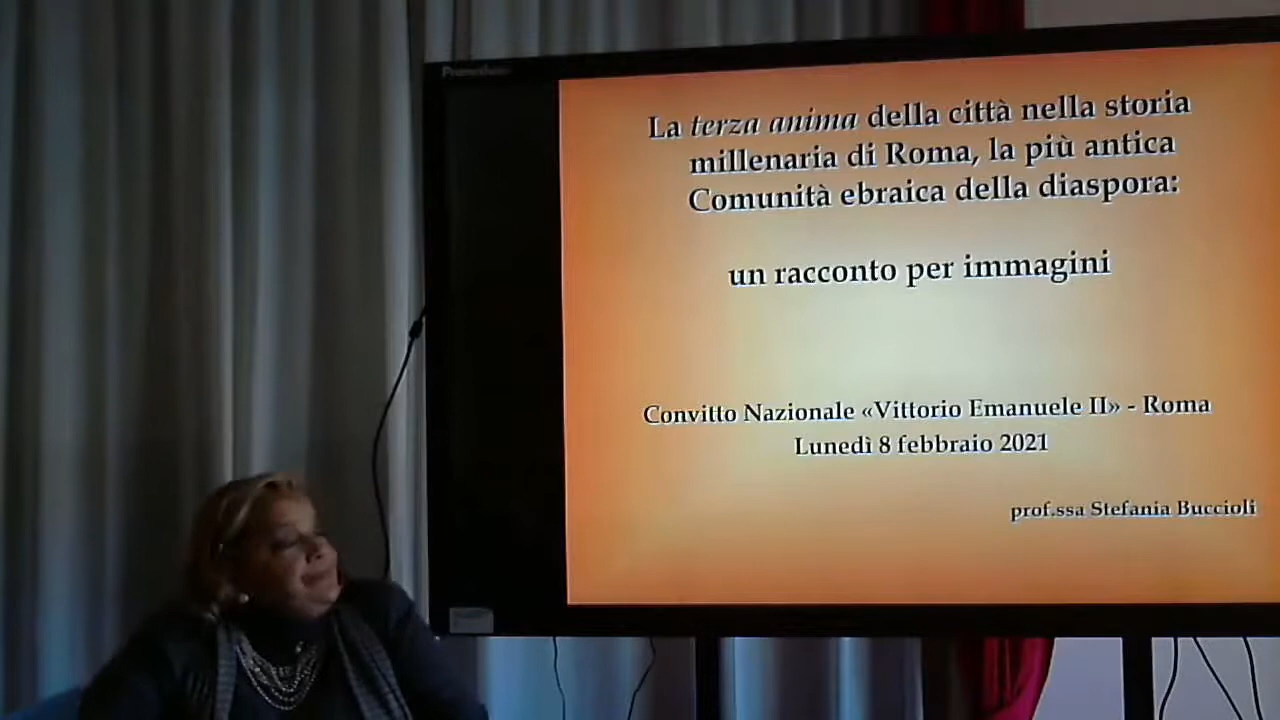 Promethean
La terza anima della città nella storia
millenaria di Roma, la più antica
Comunità ebraica della diaspora:
un racconto per immagini
Convitto Nazionale «Vittorio Emanuele II» - Roma
Lunedì 8 febbraio 2021
prof.ssa Stefania Buccioli